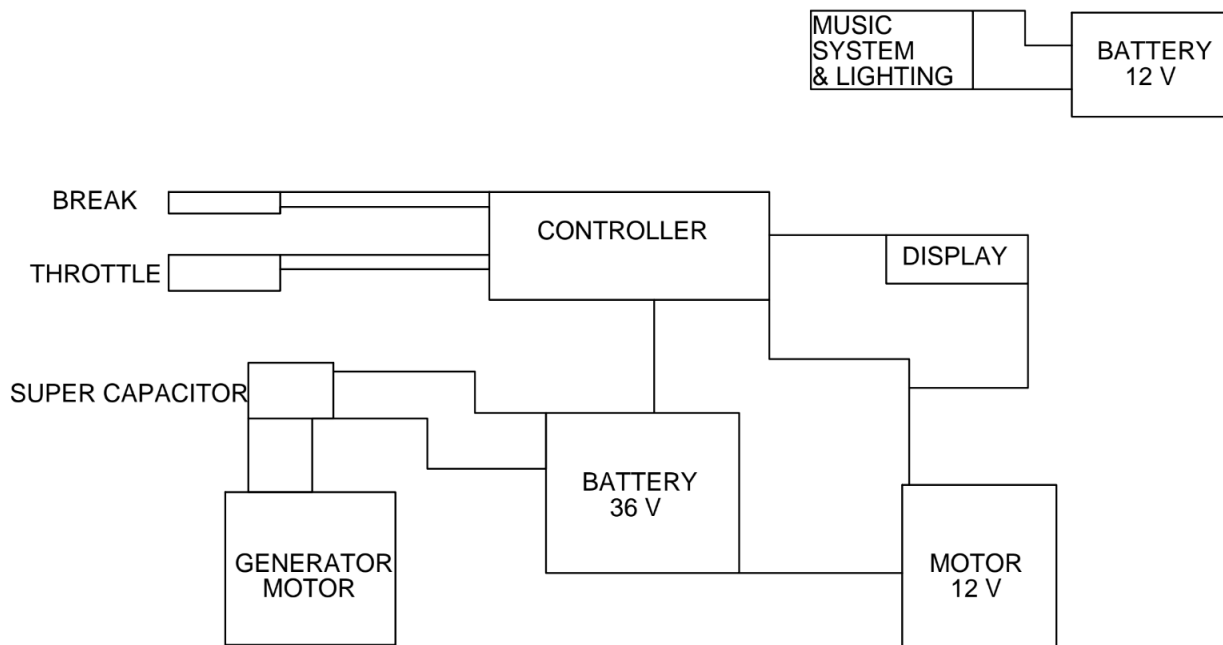 MUSIC
SYSTEM
& LIGHTING
BATTERY
12 V
BREAK
CONTROLLER
THROTTLE
DISPLAY
SUPER CAPACITOR
BATTERY
36 V
GENERATOR
MOTOR
MOTOR
12 V